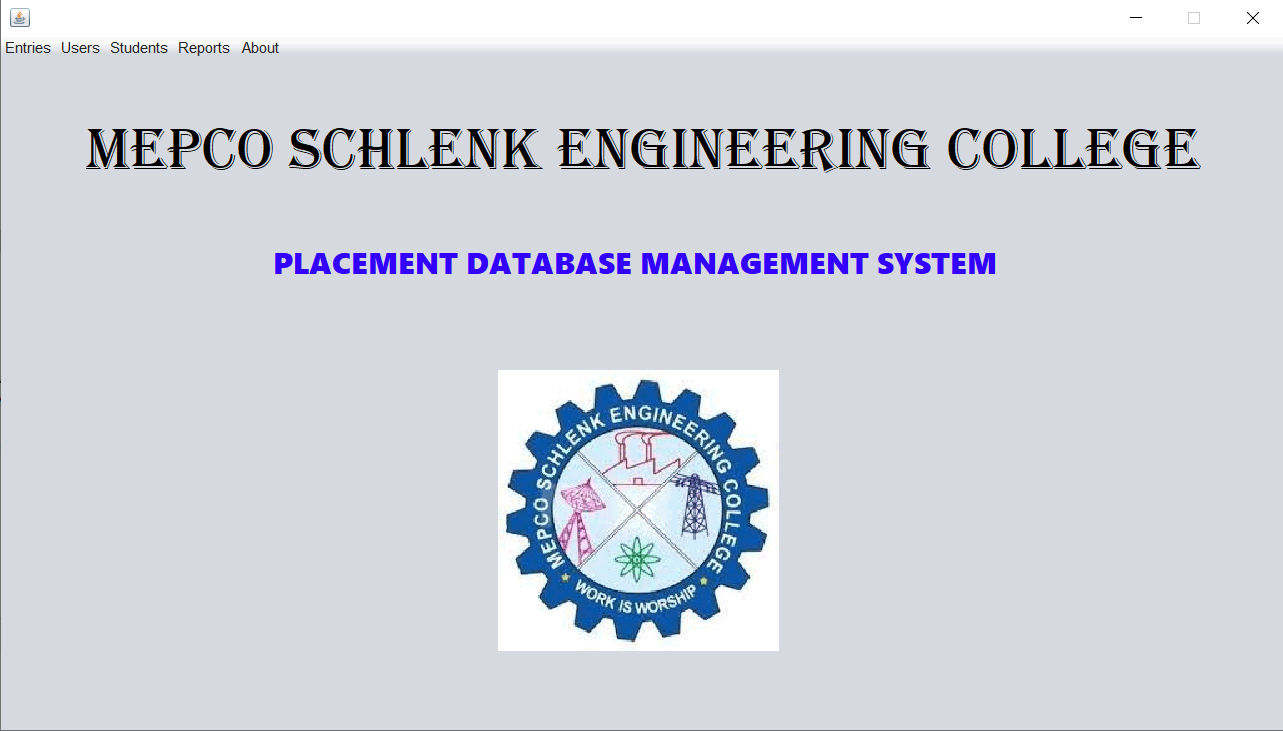 Entries Users Students Reports About
MEPCO SCHLENK ENGINEERING COLLEGE
PLACEMENT DATABASE MANAGEMENT SYSTEM
MEPCO SCHLENK ENGINEERING COLLEGE
WORK IS WORSHIP